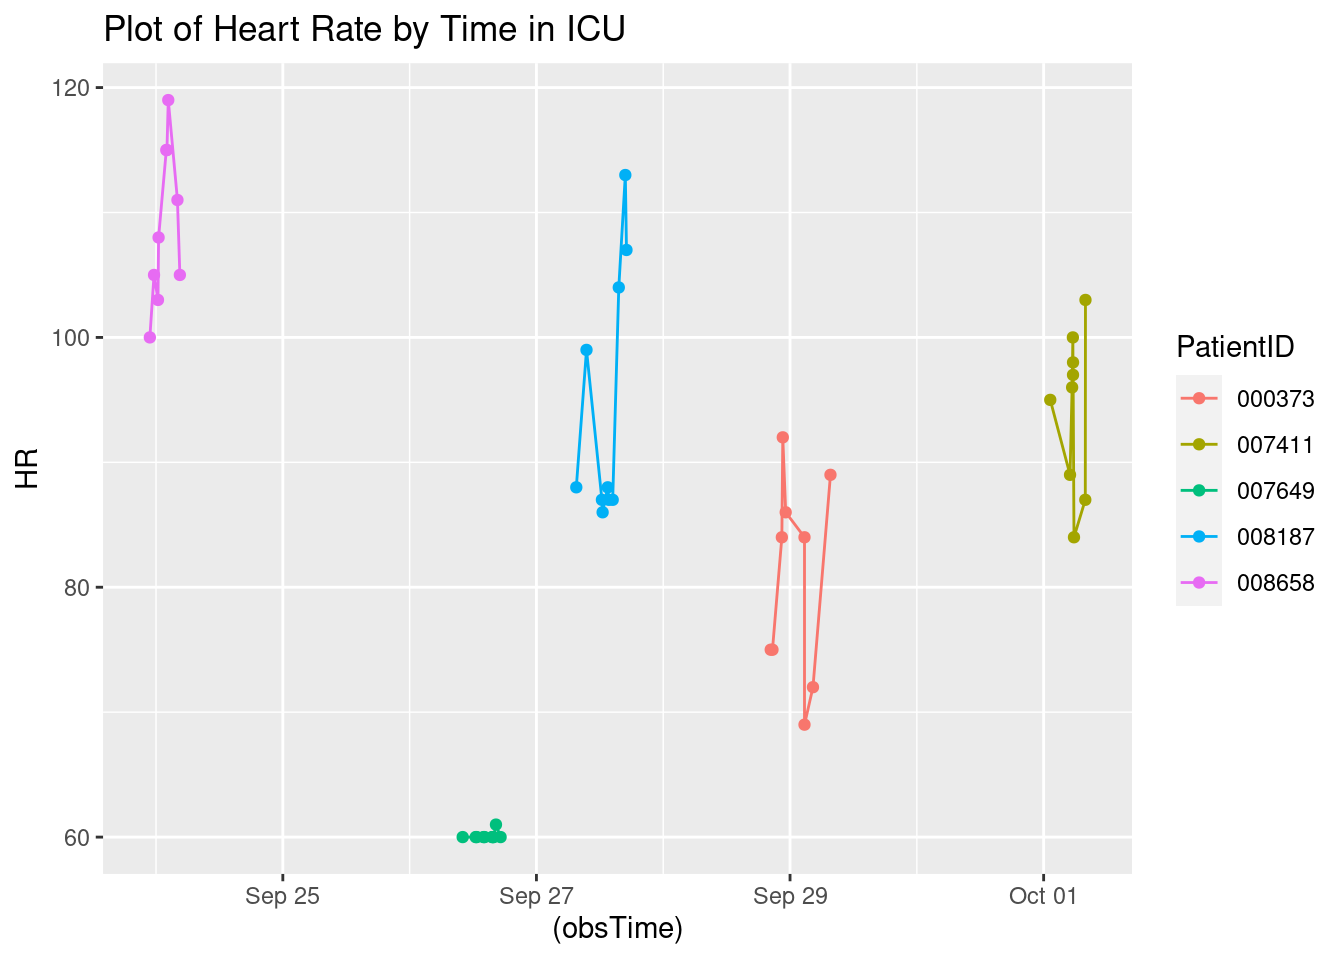 Plot of Heart Rate by Time in ICU
120
100
80
60
HR
Sep 25
Sep 27
Sep 29
Oct 01
(obsTime)
PatientID
000373
007411
007649
008187
008658